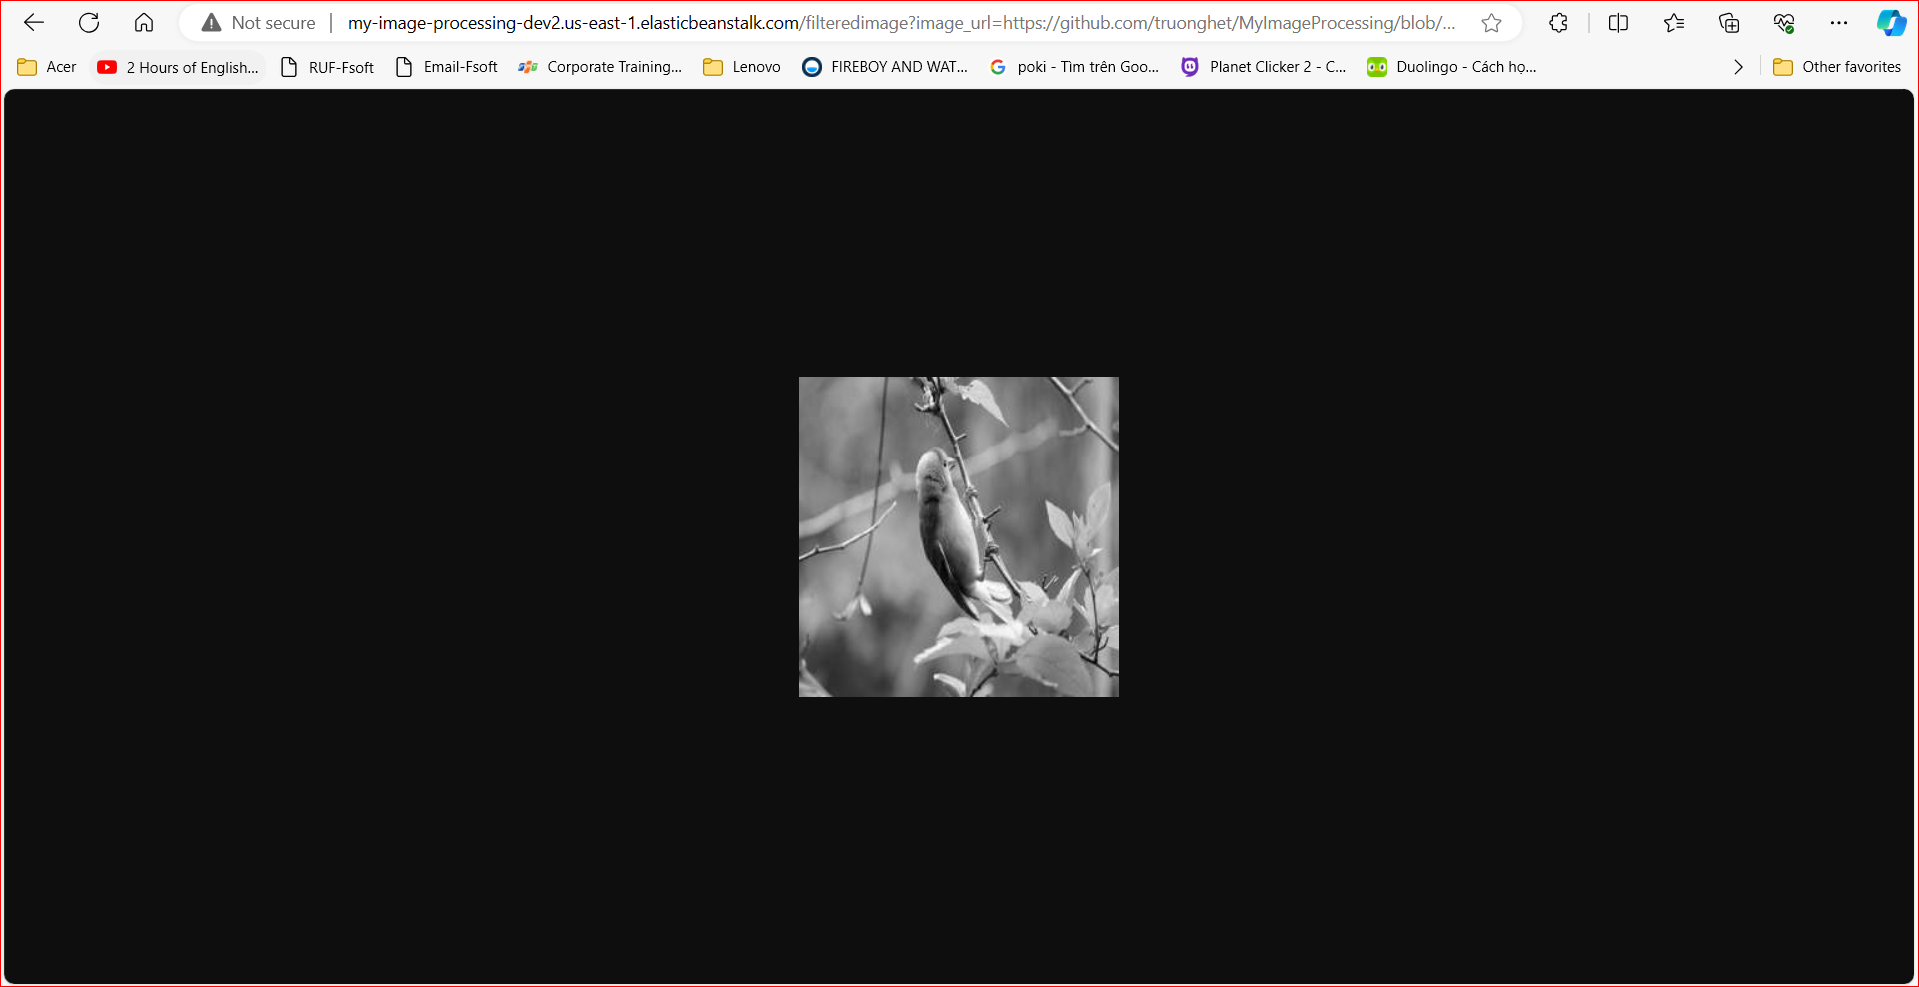 Not secure my-image-processing-dev2.us-east-1.elasticbeanstalk.com/filteredimage?image_url=https://github.com/truonghet/MyImageProcessing/blob/...
Acer 2 Hours of English... RUF-Fsoft Email-Fsoft Corporate Training... Lenovo FIREBOY AND WAT... poki - Tìm trên Goo... Planet Clicker 2 - C... Duolingo - Cách họ... Other favorites